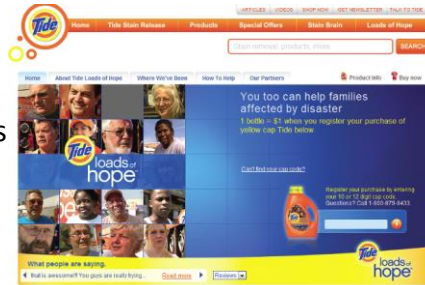 ARTICLES VIDEOS SHOP NOW GET NEWSLETTER TALK TO TIDE
Tide
Home Tide Stain Release Products Special Offers Stain Brain Loads of Hope
Stain removal, products, news
SEARCH
Home About Tide Loads of Hope Where We've Been How To Help Our Partners
Product info Buy now
s
You too can help families
affected by disaster
1 bottle = $1 when you register your purchase of
yellow cap Tide below
Tide
loads of
hope
Can't find your cap code?
Register your purchase by entering
your 10 or 12 digit cap code.
Questions? Call
What people are saying.
that is awesome!!! You guys are really trying...
Read more
Reviews
Tide
loads of
hope